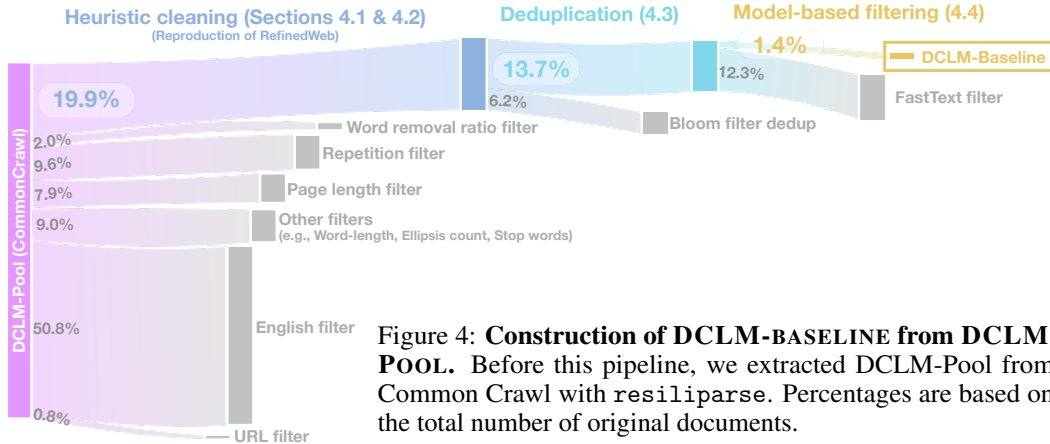 Heuristic cleaning (Sections 4.1 & 4.2)
(Reproduction of RefinedWeb)
Deduplication (4.3)
Model-based filtering (4.4)
DCLM-Pool (CommonCrawl)
19.9%
13.7%
1.4%
DCLM-Baseline
12.3%
FastText filter
6.2%
Bloom filter dedup
2.0%
Word removal ratio filter
9.6%
Repetition filter
7.9%
Page length filter
9.0%
Other filters
(e.g., Word-length, Ellipsis count, Stop words)
50.8%
English filter
0.8%
URL filter
Figure 4: Construction of DCLM-BASELINE from DCLM-
POOL. Before this pipeline, we extracted DCLM-Pool from
Common Crawl with resiliparse. Percentages are based on
the total number of original documents.